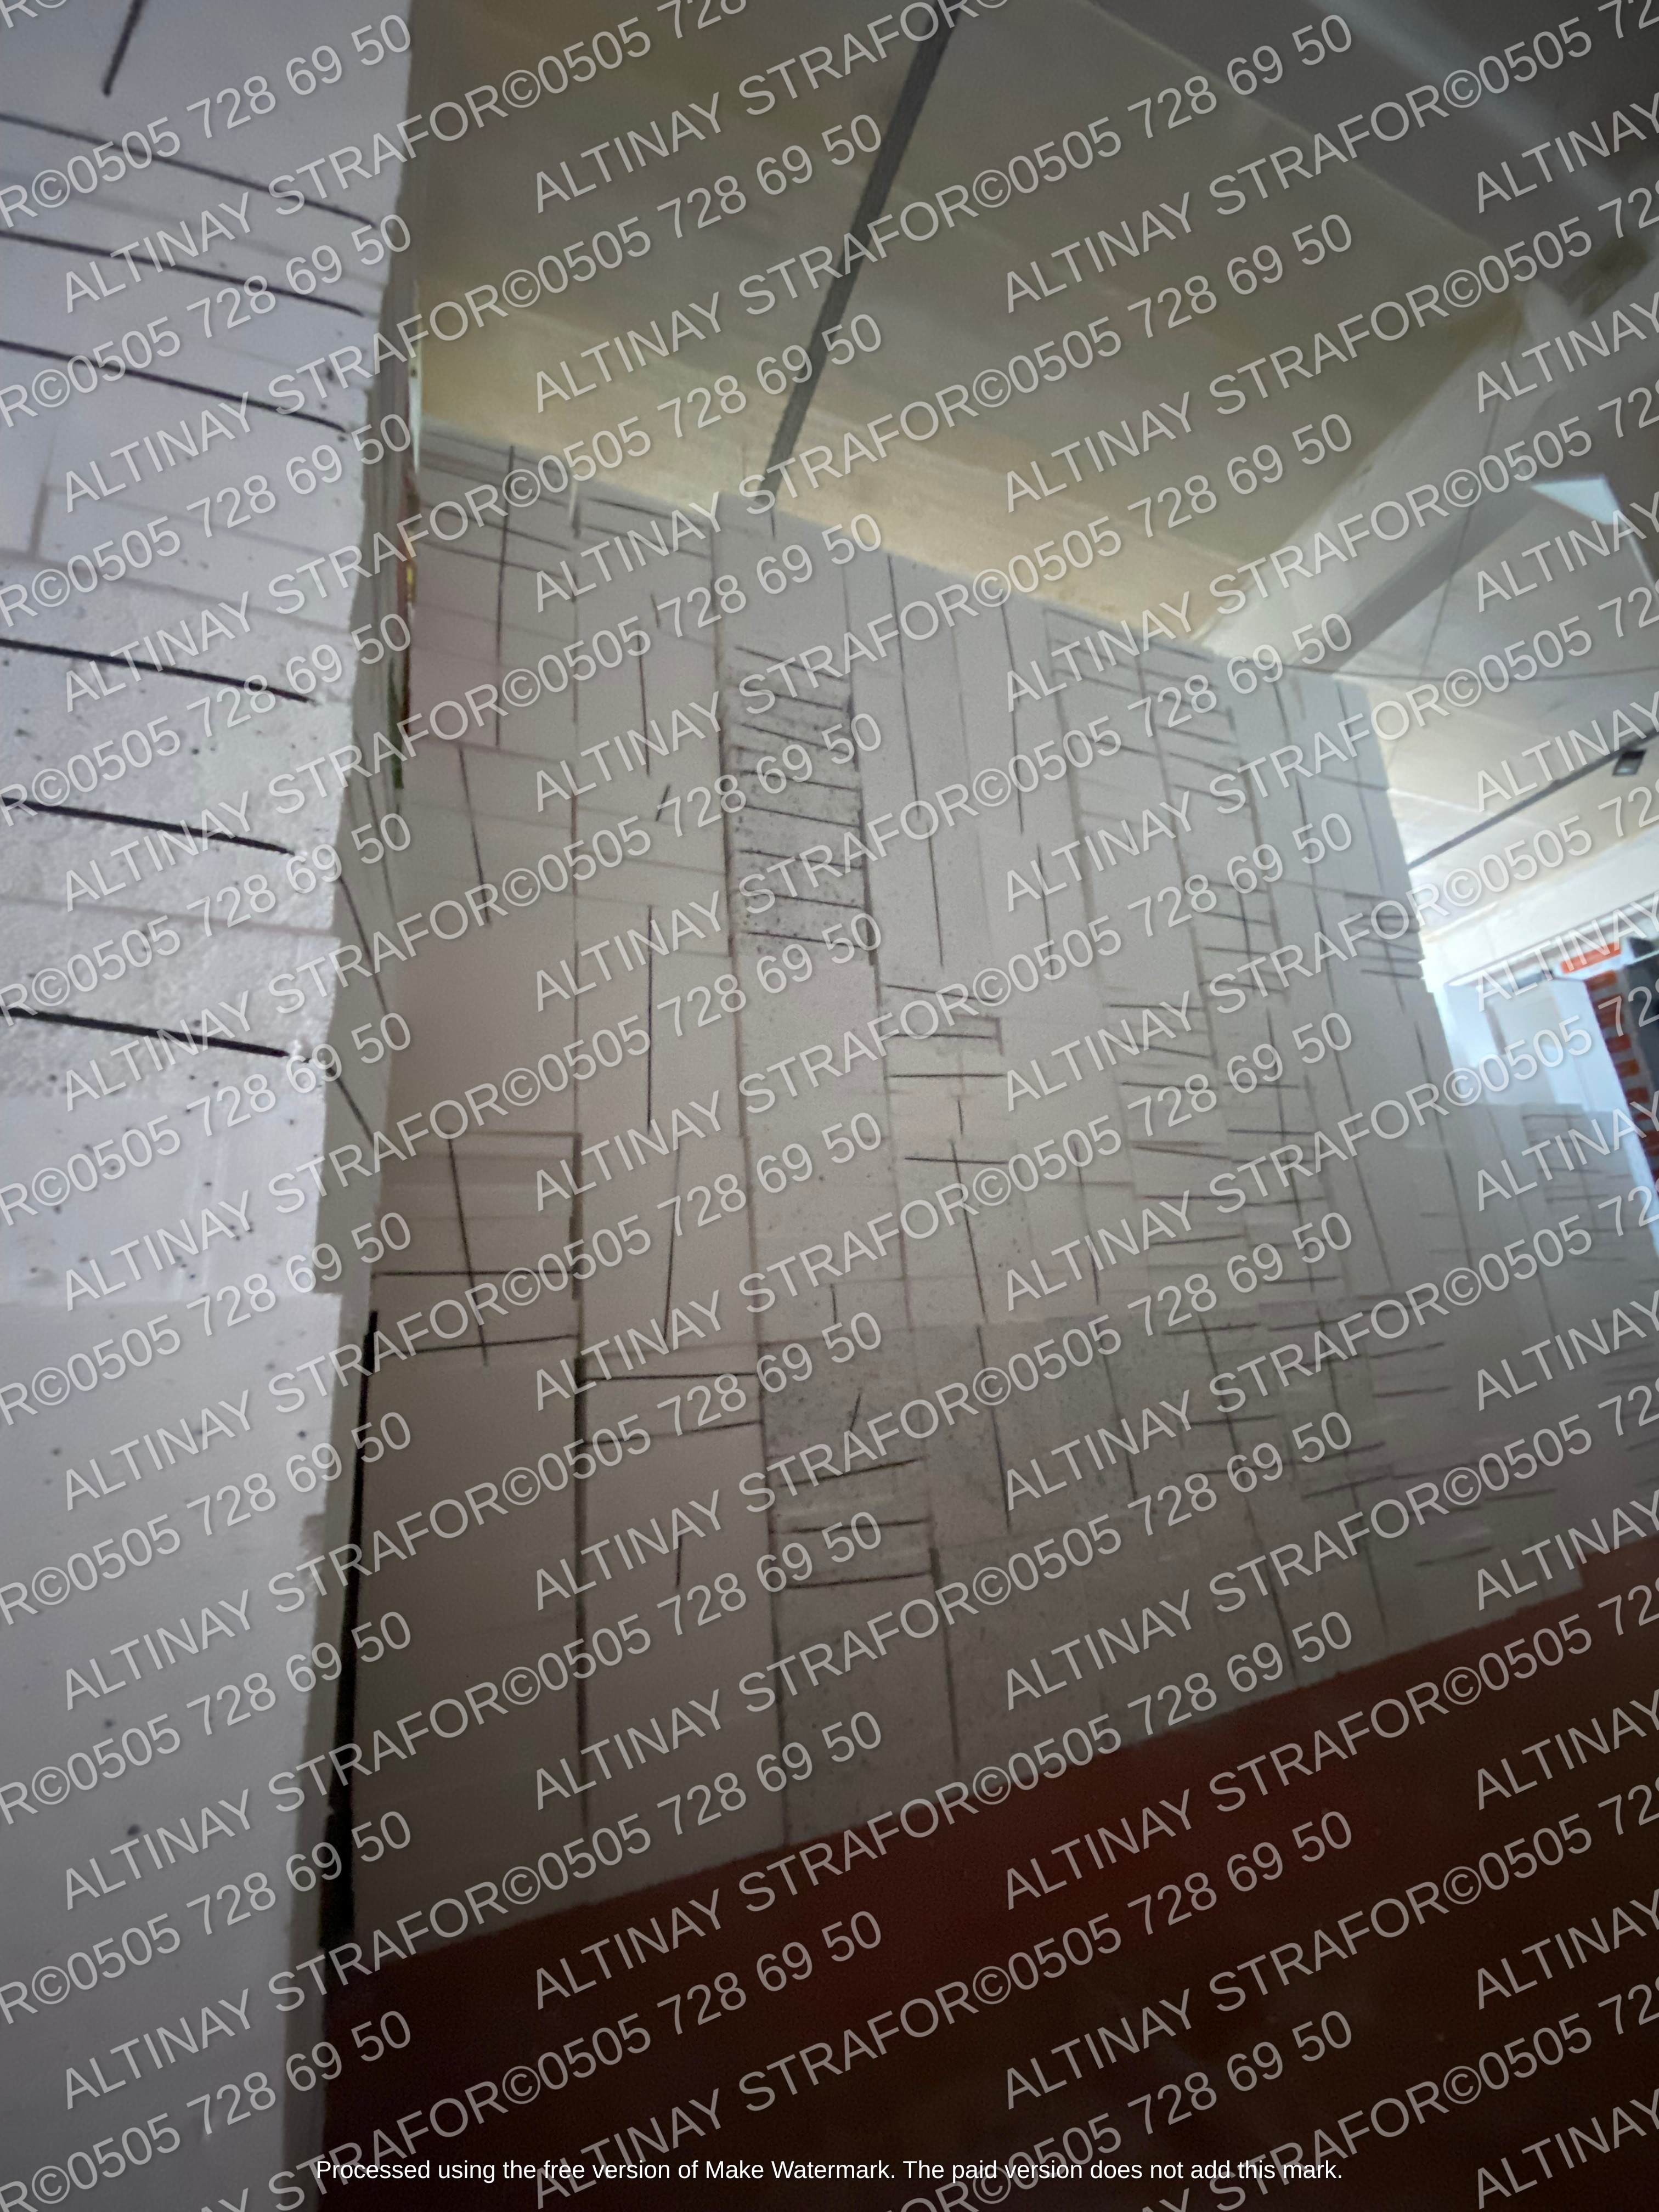 ALTINAY STRAFOR©0505 728 69 50
Processed using the free version of Make Watermark. The paid version does not add this mark.